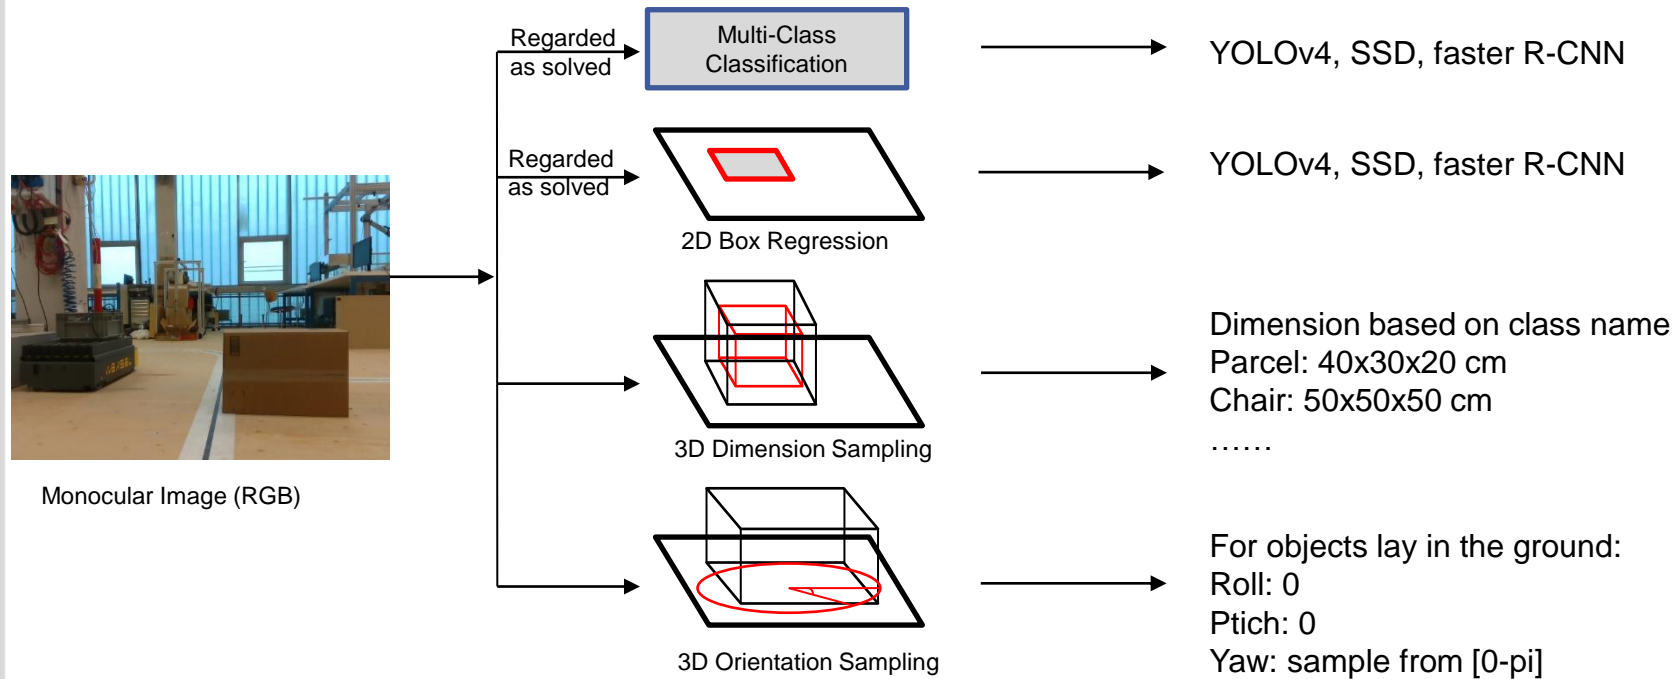 Regarded
as solved
Multi-Class
Classification
YOLOv4, SSD, faster R-CNN
Regarded
as solved
2D Box Regression
YOLOv4, SSD, faster R-CNN
Monocular Image (RGB)
3D Dimension Sampling
Dimension based on class name
Parcel: 40x30x20 cm
Chair: 50x50x50 cm
……
3D Orientation Sampling
For objects lay in the ground:
Roll: 0
Ptich: 0
Yaw: sample from [0-pi]